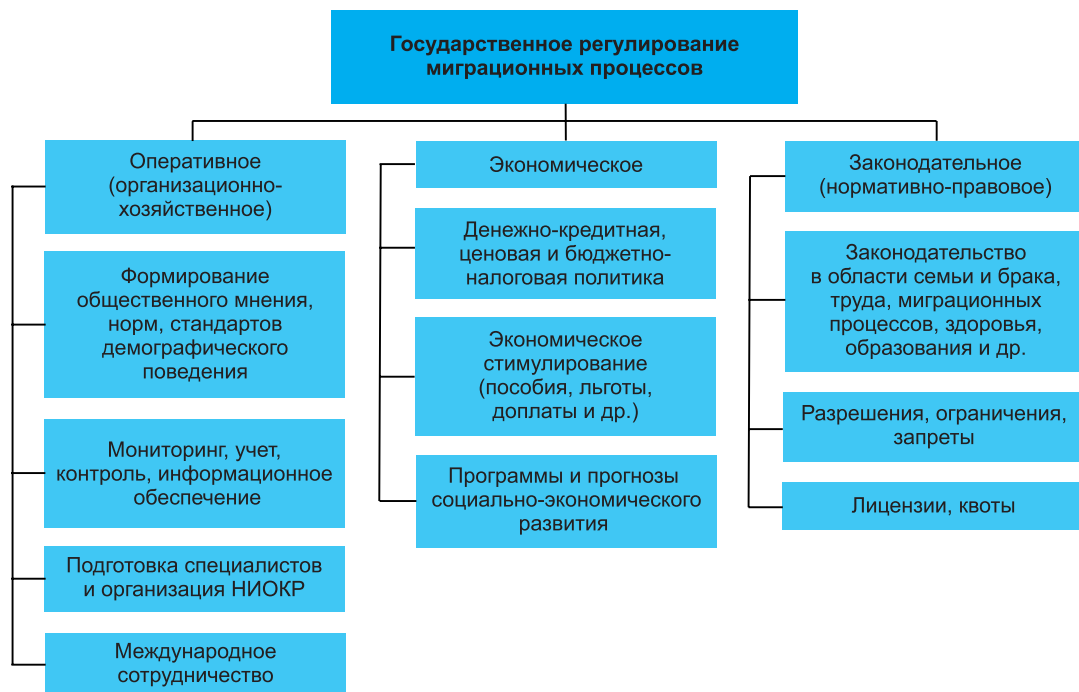 Государственное регулирование
миграционных процессов
Оперативное
(организационно-
хозяйственное)
Формирование
общественного мнения,
норм, стандартов
демографического
поведения
Мониторинг, учет,
контроль, информационное
обеспечение
Подготовка специалистов
и организация НИОКР
Международное
сотрудничество
Экономическое
Денежно-кредитная,
ценовая и бюджетно-
налоговая политика
Экономическое
стимулирование
(пособия, льготы,
доплаты и др.)
Программы и прогнозы
социально-экономического
развития
Законодательное
(нормативно-правовое)
Законодательство
в области семьи и брака,
труда, миграционных
процессов, здоровья,
образования и др.
Разрешения, ограничения,
запреты
Лицензии, квоты